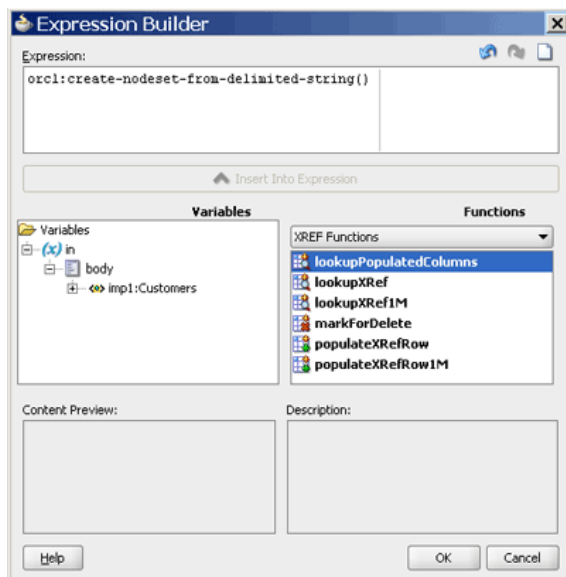 Expression Builder
Expression:
orcl:create-nodeset-from-delimited-string()
Insert Into Expression
Variables
Functions
Variables
(x) in
body
imp1:Customers
XREF Functions
lookupPopulatedColumns
lookupXRef
lookupXRef1M
markForDelete
populateXRefRow
populateXRefRow1M
Content Preview:
Description:
Help
OK
Cancel